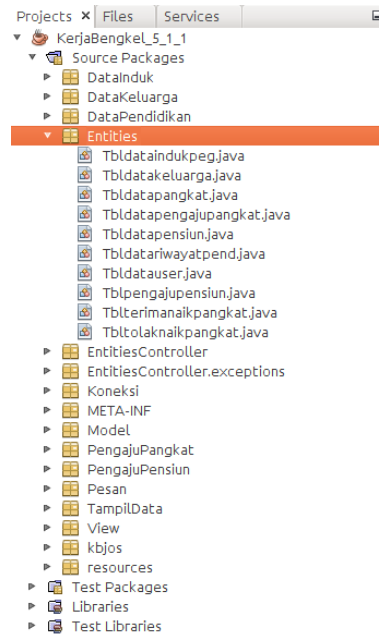 Projects × Files Services
KerjaBengkel_5_1_1
Source Packages
DataInduk
DataKeluarga
DataPendidikan
Entities
Tbldataindukpeg.java
Tbldatakeluarga.java
Tbldatapangkat.java
Tbldatapengajupangkat.java
Tbldatapensiun.java
Tbldatariwayatpend.java
Tbldatauser.java
Tblpengajupensiun.java
Tblterimanaikpangkat.java
Tbltolaknaikpangkat.java
EntitiesController
EntitiesController.exceptions
Koneksi
META-INF
Model
PengajuPangkat
PengajuPensiun
Pesan
TampilData
View
kbjos
resources
Test Packages
Libraries
Test Libraries